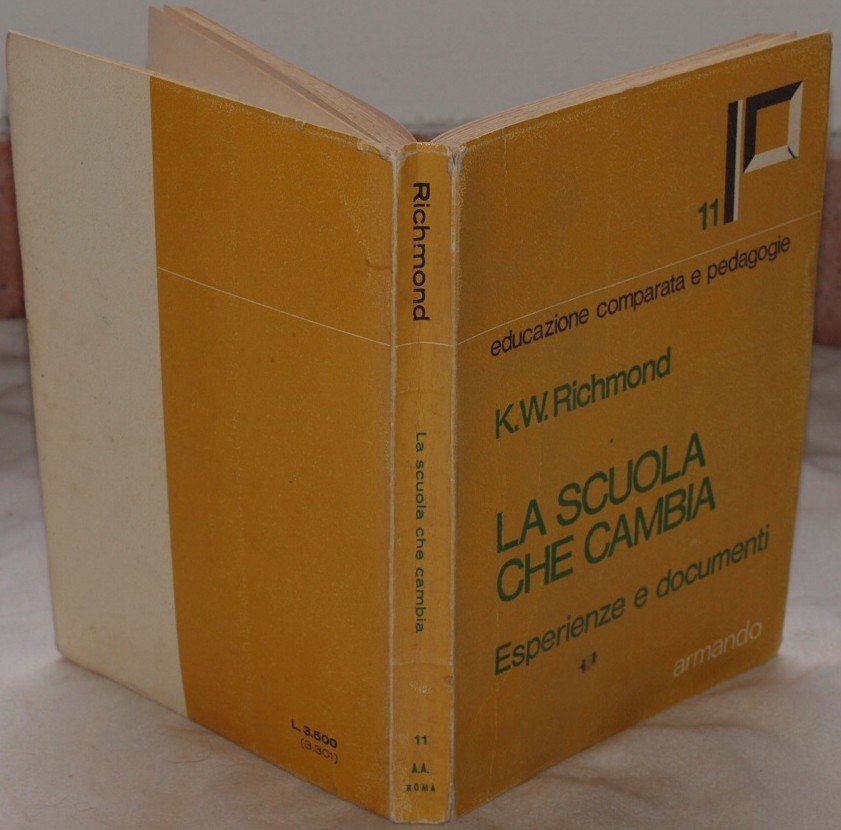 11
educazione comparata e pedagogie
K.W. Richmond
LA SCUOLA
CHE CAMBIA
Esperienze e documenti
armando
Richmond
La scuola che cambia
11
A.A.
ROMA
L. 3.500
(3.301)